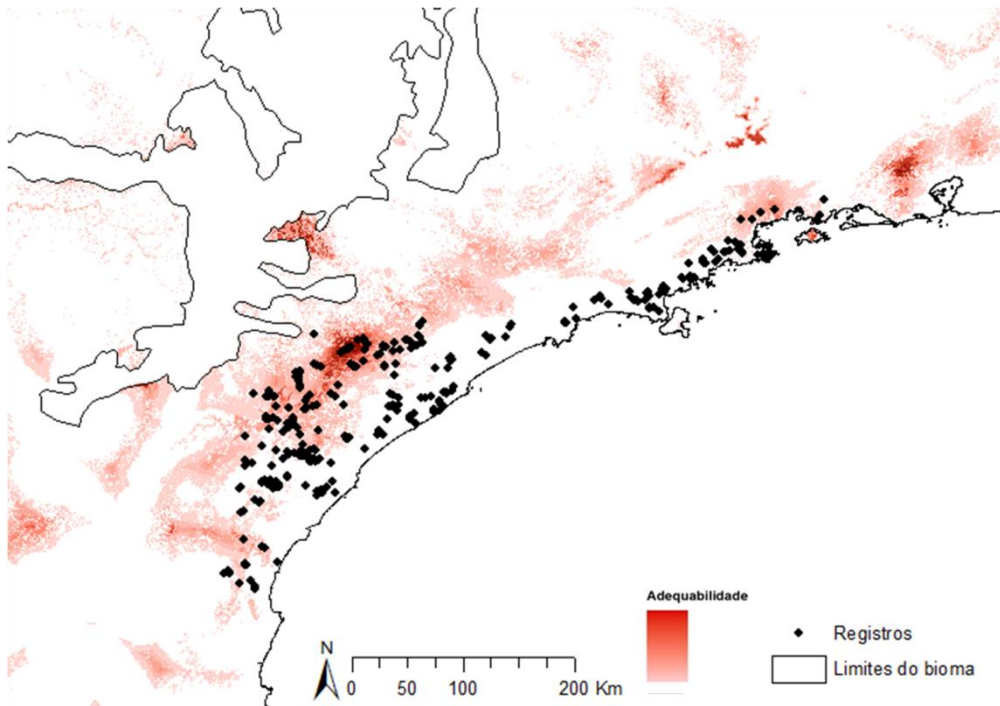 Adequabilidade
N
0 50 100 200 Km
Registros
Limites do bioma